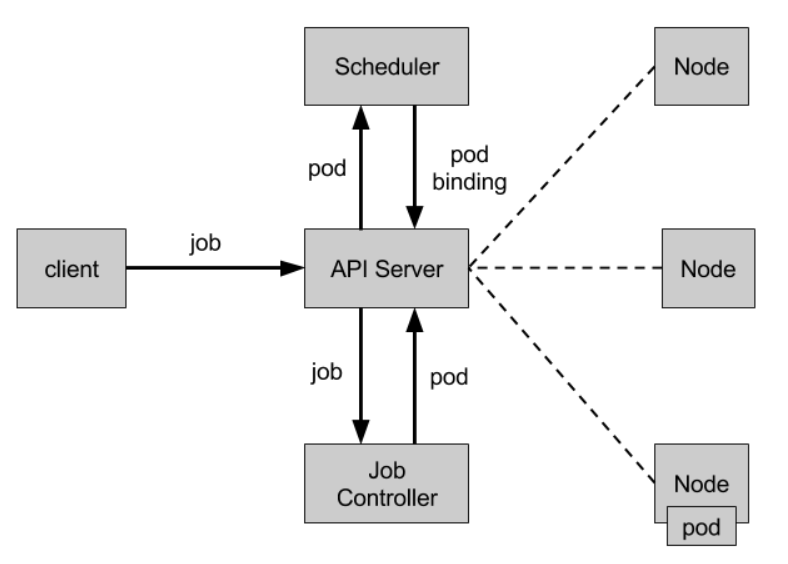 Scheduler
Node
pod
pod
binding
client
job
API Server
Node
job
pod
Job
Controller
Node
pod